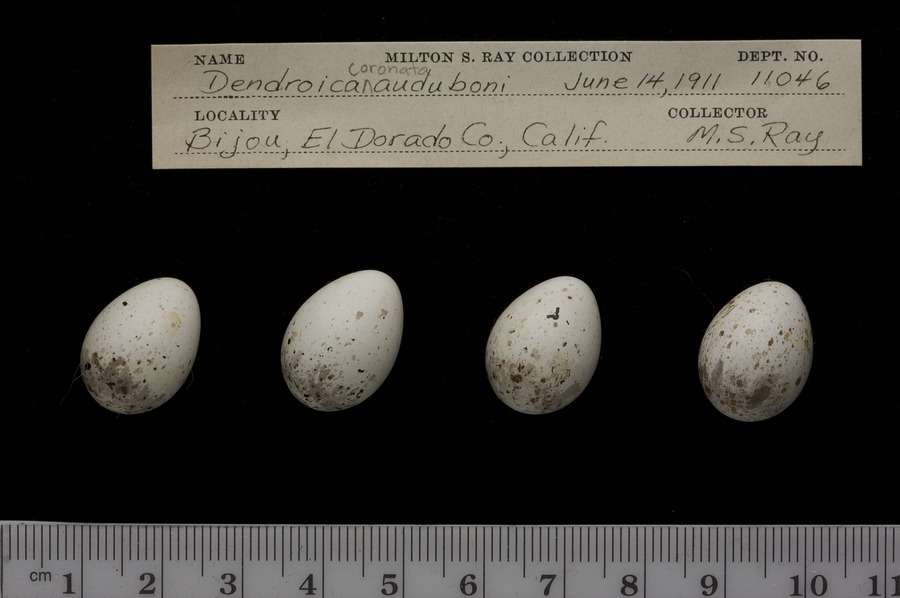 NAME MILTON S. RAY COLLECTION DEPT. NO.
coronata
Dendroica auduboni June 14, 1911 11046
LOCALITY COLLECTOR
Bijou, El Dorado Co., Calif. M.S. Ray
cm 1 2 3 4 5 6 7 8 9 10 11